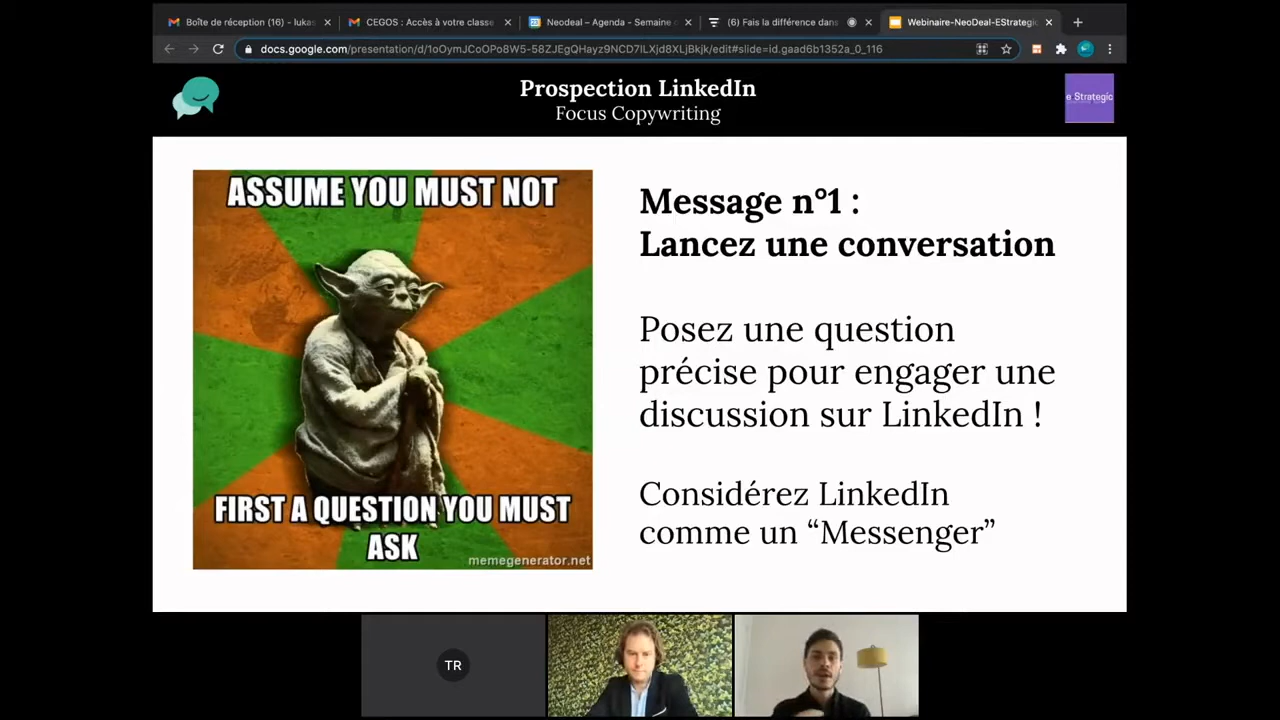 Boîte de réception (16) - lukas
CEGOS : Accès à votre classe
Neodeal – Agenda – Semaine d
(6) Fais la différence dans
Webinaire-NeoDeal-EStrategic
docs.google.com/presentation/d/1oOymJCoOPo8W5-58ZJEgQHayz9NCD7ILXjd8XLjBkjk/edit#slide=id.gaad6b1352a_0_116
Prospection LinkedIn
Focus Copywriting
e Strategic
ASSUME YOU MUST NOT
FIRST A QUESTION YOU MUST
ASK
memegenerator.net
Message n°1 :
Lancez une conversation
Posez une question
précise pour engager une
discussion sur LinkedIn !
Considérez LinkedIn
comme un “Messenger”
TR